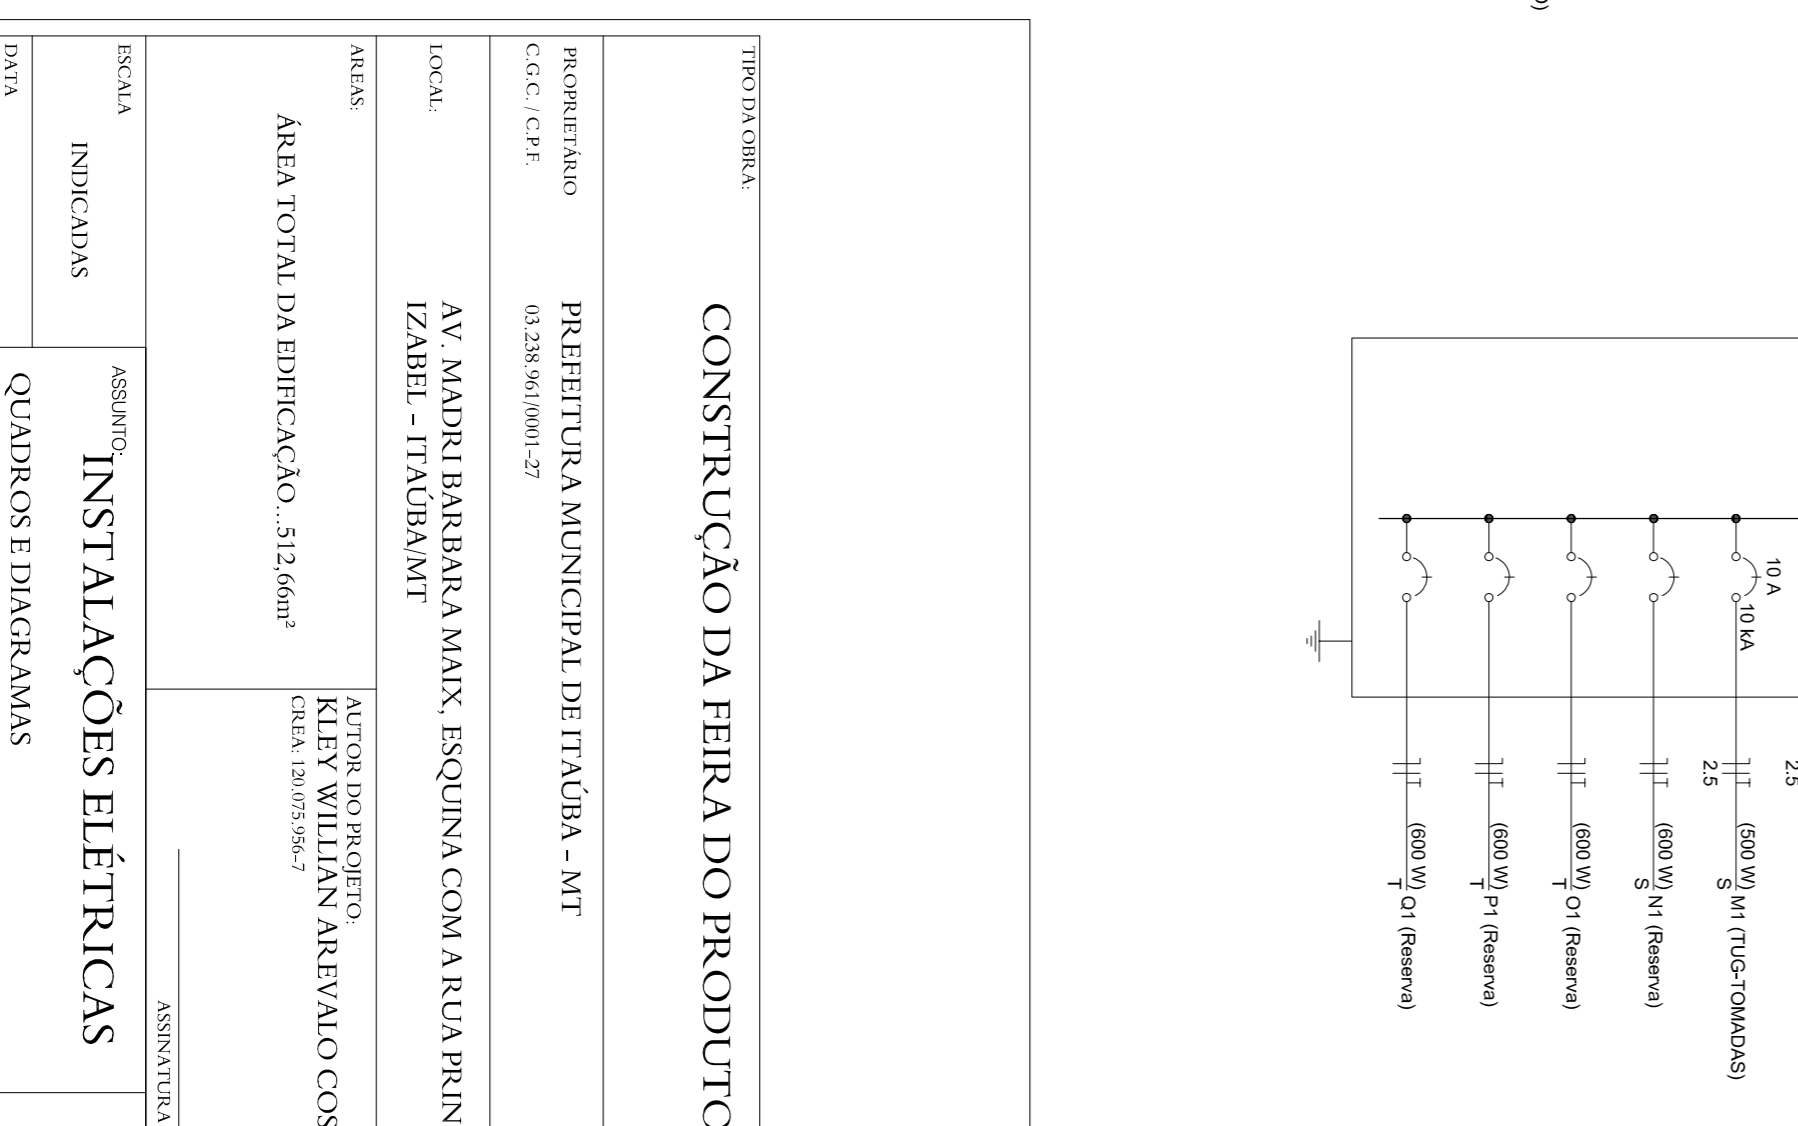 10 A
10 kA
2.5
2.5
(500 W)
S
M1 (TUG-TOMADAS)
(600 W)
S
N1 (Reserva)
(600 W)
T
O1 (Reserva)
(600 W)
T
P1 (Reserva)
(600 W)
T
Q1 (Reserva)
TIPO DA OBRA:
CONSTRUÇÃO DA FEIRA DO PRODUTO
PROPRIETÁRIO
PREFEITURA MUNICIPAL DE ITAÚBA - MT
C.G.C. / C.P.F.
03.238.961/0001-27
LOCAL:
AV. MADRI BARBARA MAIX, ESQUINA COM A RUA PRIN
IZABEL - ITAÚBA/MT
AREAS:
ÁREA TOTAL DA EDIFICAÇÃO...512,66m²
AUTOR DO PROJETO:
KLEY WILLIAN AREVALO COS
CREA: 120.075.956-7
ASSINATURA
ESCALA
INDICADAS
ASSUNTO:
INSTALAÇÕES ELÉTRICAS
QUADROS E DIAGRAMAS
DATA